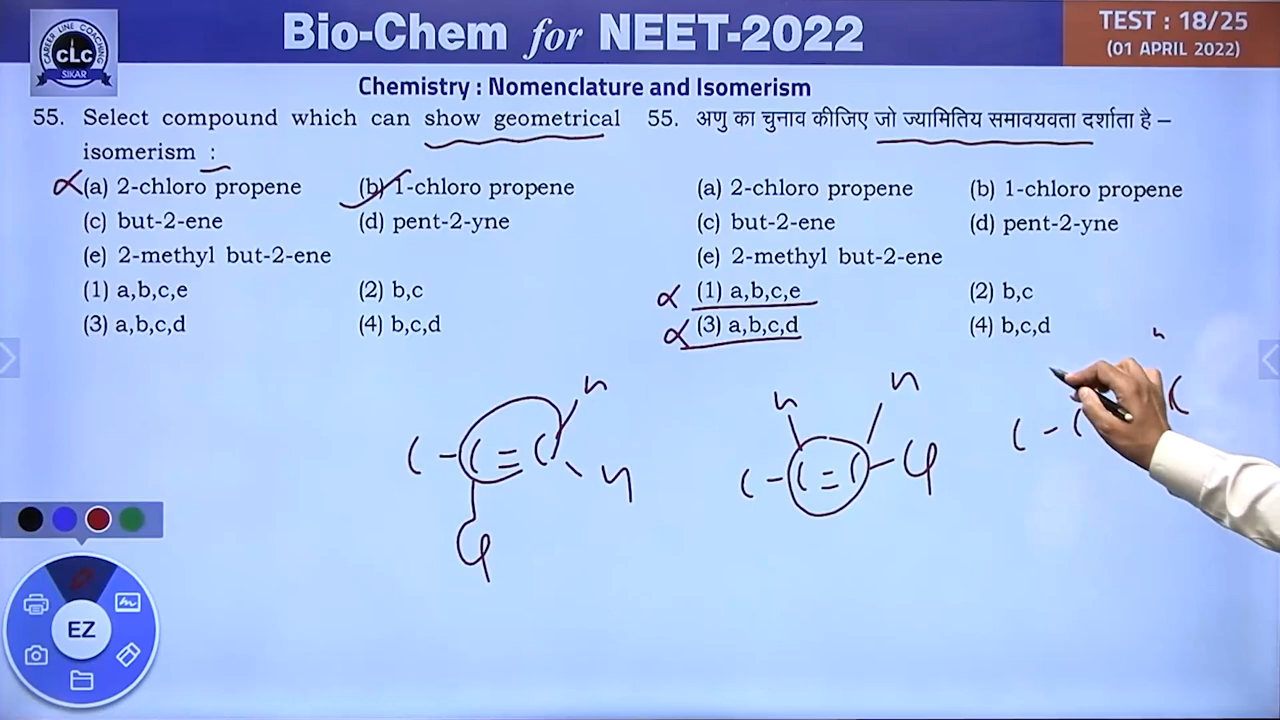 CAREER LINE COACHING
CLC
SIKAR
Bio-Chem for NEET-2022
TEST : 18/25
(01 APRIL 2022)
Chemistry : Nomenclature and Isomerism
55. Select compound which can show geometrical
isomerism :
(a) 2-chloro propene (b) 1-chloro propene
(c) but-2-ene (d) pent-2-yne
(e) 2-methyl but-2-ene
(1) a,b,c,e (2) b,c
(3) a,b,c,d (4) b,c,d
55. अणु का चुनाव कीजिए जो ज्यामितिय समावयवता दर्शाता है –
(a) 2-chloro propene (b) 1-chloro propene
(c) but-2-ene (d) pent-2-yne
(e) 2-methyl but-2-ene
(1) a,b,c,e (2) b,c
(3) a,b,c,d (4) b,c,d
H
C - C = C
H
Cl
H H
C - C = C - Cl
H
C
C - C
EZ